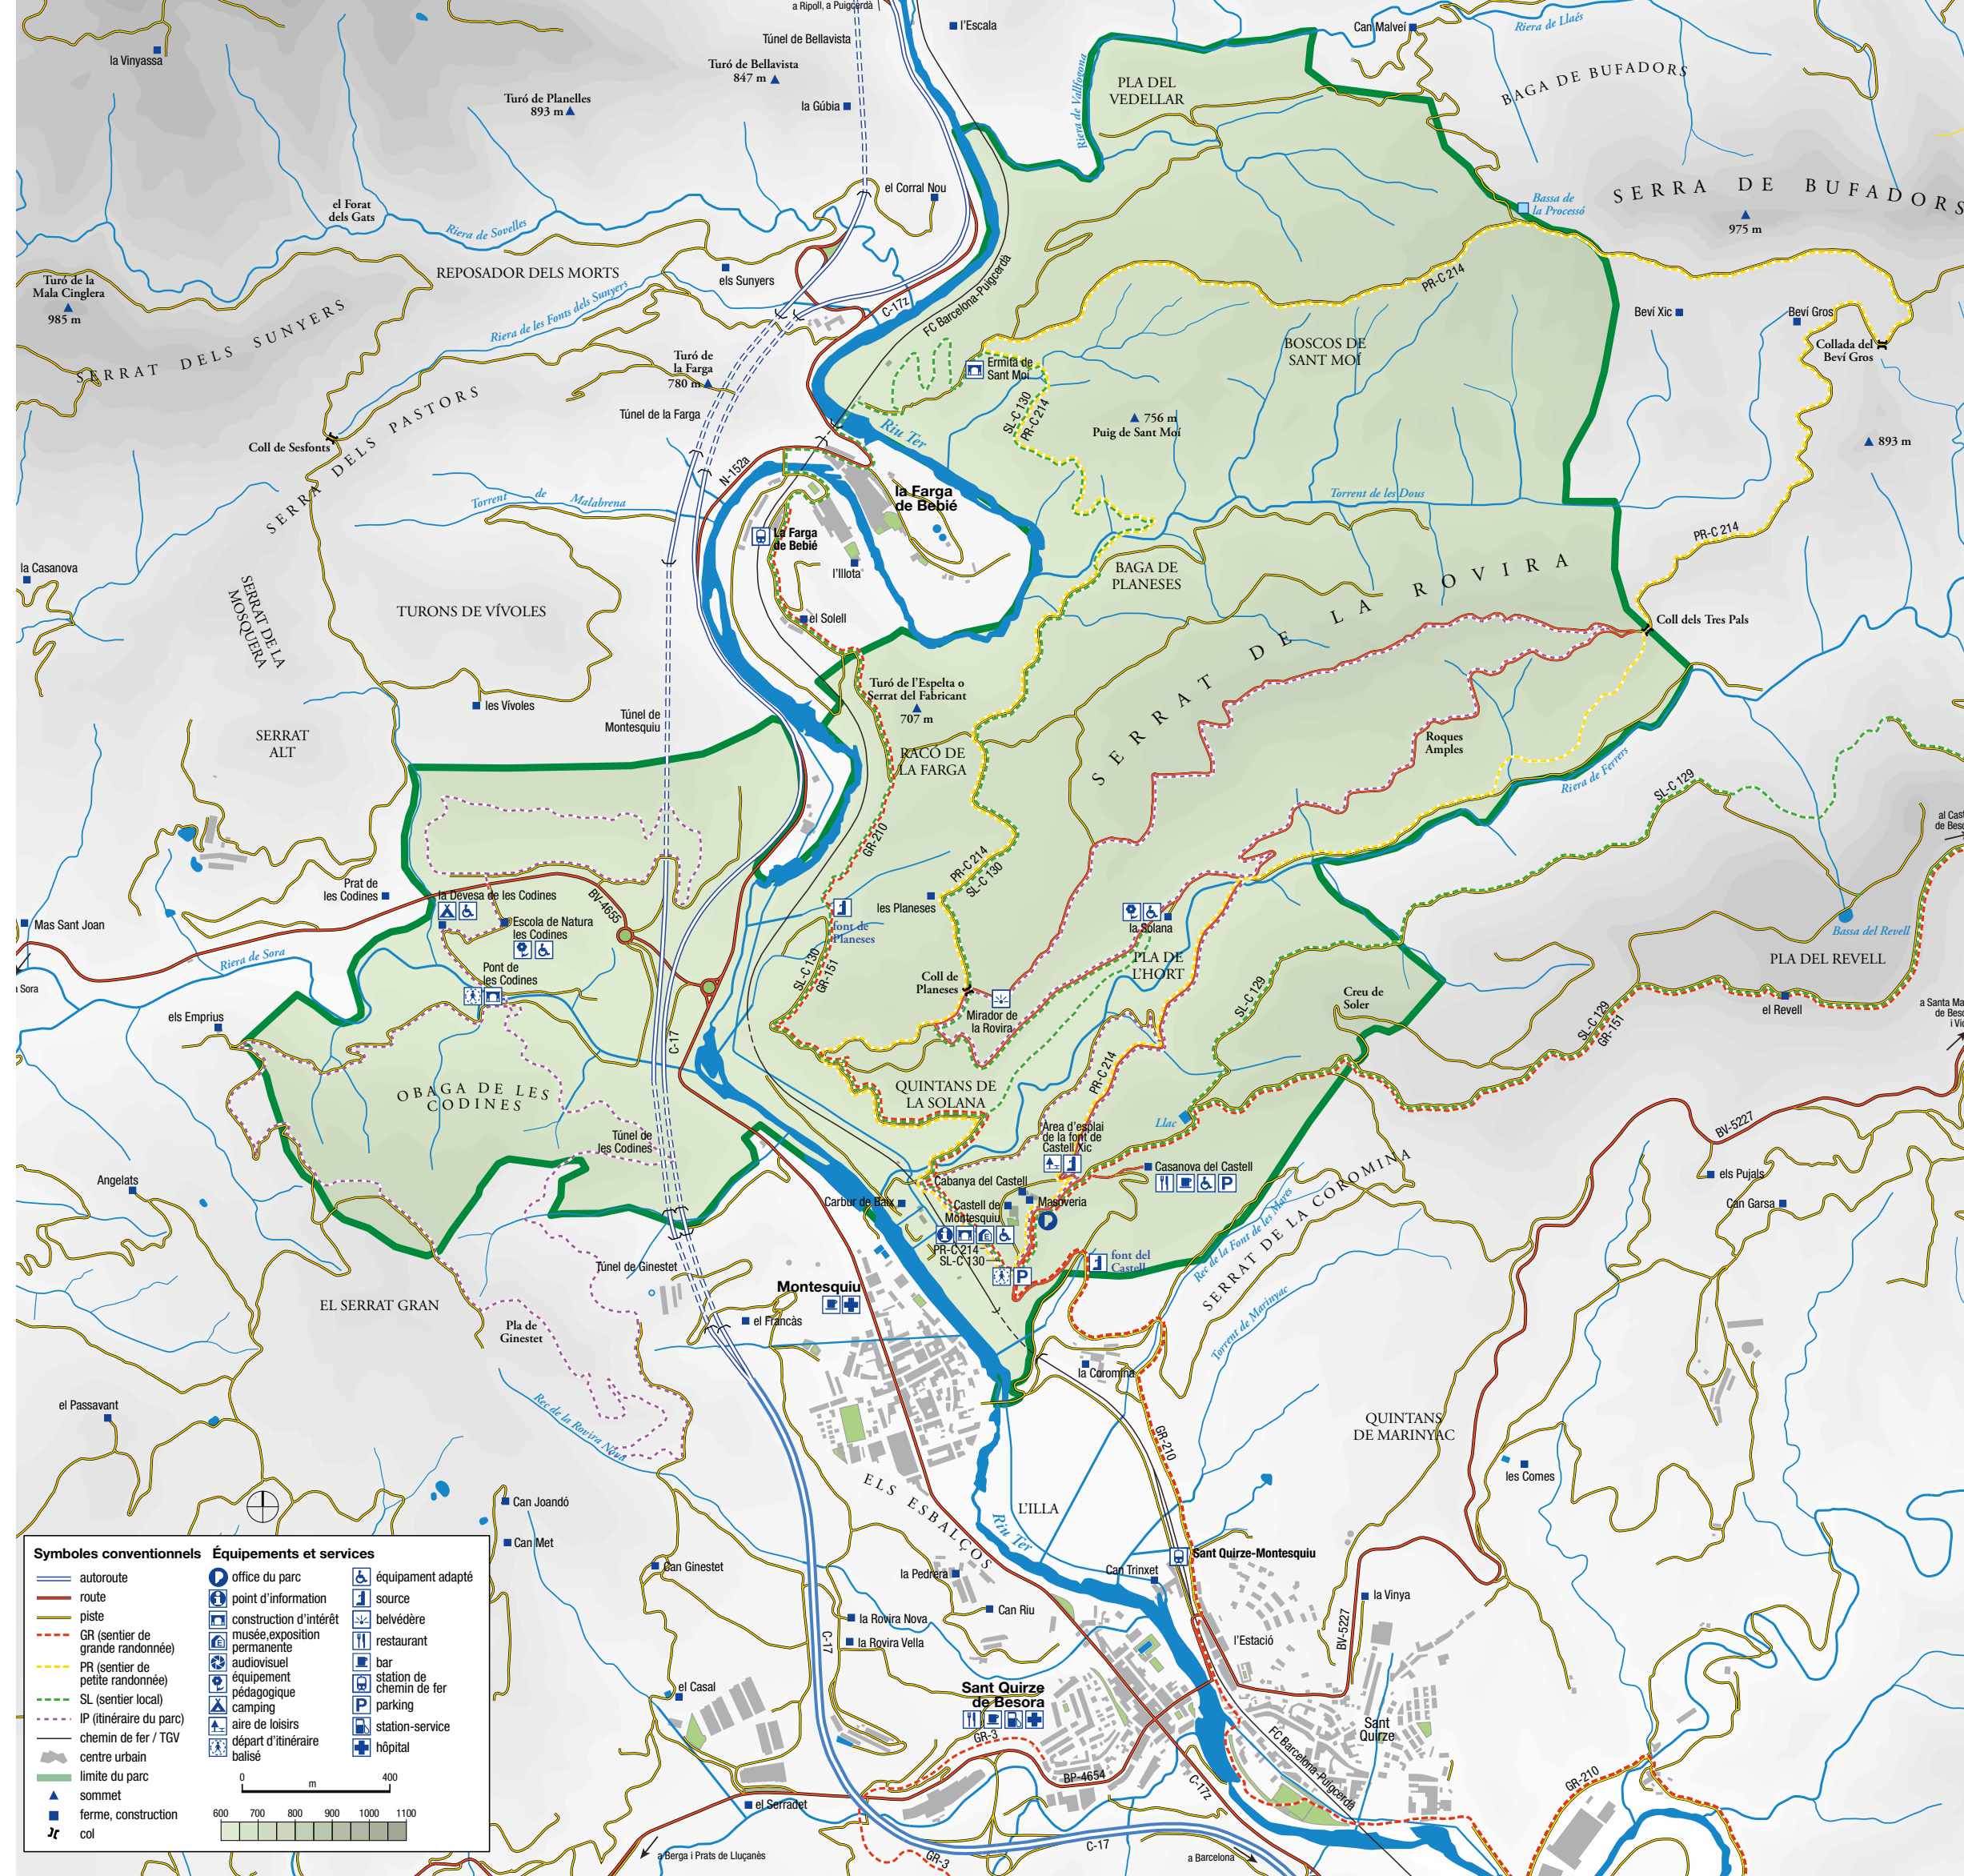 a Ripoll, a Puigcerdà
l'Escala
Can Malveí
Riera de Llaés
la Vinyassa
Túnel de Bellavista
Turó de Bellavista
847 m
PLA DEL
VEDELLAR
BAGA DE BUFADORS
Riera de Vallfogona
Turó de Planelles
893 m
la Gúbia
el Corral Nou
SERRA DE BUFADORS
Bassa de
la Processó
975 m
el Forat
dels Gats
Riera de Sovelles
REPOSADOR DELS MORTS
els Sunyers
Turó de la
Mala Cinglera
985 m
Riera de les Fonts dels Sunyers
C-17z
FC Barcelona-Puigcerdà
PR-C 214
Beví Xic
Beví Gros
Collada del
Beví Gros
SERRAT DELS SUNYERS
BOSCOS DE
SANT MOÍ
Turó de
la Farga
780 m
Ermita de
Sant Moí
Túnel de la Farga
SERRA DELS PASTORS
SL-C 130
PR-C 214
756 m
Puig de Sant Moí
Riu Ter
893 m
Coll de Sesfonts
N-152a
la Farga
de Bebié
Torrent de Malabrena
Torrent de les Dous
PR-C 214
La Farga
de Bebié
la Casanova
l'Illota
BAGA DE
PLANESES
SERRAT DE LA
MOSQUERA
TURONS DE VÍVOLES
el Solell
SERRAT DE LA ROVIRA
Coll dels Tres Pals
Turó de l'Espelta o
Serrat del Fabricant
707 m
les Vívoles
Túnel de
Montesquiu
SERRAT
ALT
RACÓ DE
LA FARGA
Roques
Amples
Riera de Ferrers
SL-C 129
GR-210
al Cast
de Beso
PR-C 214
SL-C 130
Prat de
les Codines
la Devesa de les Codines
BV-4655
les Planeses
Mas Sant Joan
Escola de Natura
les Codines
font de
Planeses
la Solana
Bassa del Revell
Riera de Sora
Pont de
les Codines
SL-C 130
GR-151
Coll de
Planeses
PLA DE
L'HORT
PLA DEL REVELL
a Sora
Mirador de
la Rovira
SL-C 129
Creu de
Soler
el Revell
a Santa Ma
de Beso
i Vi
els Emprius
C-17
SL-C 129
GR-151
OBAGA DE LES
CODINES
QUINTANS DE
LA SOLANA
PR-C 214
Llac
Túnel de
les Codines
Àrea d'esplai
de la font de
Castell Xic
BV-5227
SERRAT DE LA COROMINA
els Pujals
Angelats
Casanova del Castell
Cabanya del Castell
Carbur de Baix
Castell de
Montesquiu
Masoveria
Can Garsa
Rec de la Font de les Mares
PR-C 214
SL-C 130
font del
Castell
Túnel de Ginestet
Montesquiu
EL SERRAT GRAN
Torrent de Marinyac
Pla de
Ginestet
el Francàs
la Coromina
el Passavant
Rec de la Rovira Nova
QUINTANS
DE MARINYAC
GR-210
les Comes
ELS ESBALÇOS
L'ILLA
Riu Ter
Can Joandó
Can Met
Sant Quirze-Montesquiu
Can Ginestet
la Pedrera
Can Trinxet
Can Riu
la Vinya
la Rovira Nova
la Rovira Vella
C-17
l'Estació
BV-5227
el Casal
Sant Quirze
de Besora
Sant
Quirze
GR-3
FC Barcelona-Puigcerdà
BP-4654
C-17z
GR-210
el Serradet
C-17
GR-3
a Berga i Prats de Lluçanès
a Barcelona
Symboles conventionnels
autoroute
route
piste
GR (sentier de
grande randonnée)
PR (sentier de
petite randonnée)
SL (sentier local)
IP (itinéraire du parc)
chemin de fer / TGV
centre urbain
limite du parc
sommet
ferme, construction
col
Équipements et services
office du parc
point d'information
construction d'intérêt
musée,exposition
permanente
audiovisuel
équipement
pédagogique
camping
aire de loisirs
départ d'itinéraire
balisé
équipament adapté
source
belvédère
restaurant
bar
station de
chemin de fer
parking
station-service
hôpital
0 m 400
600 700 800 900 1000 1100